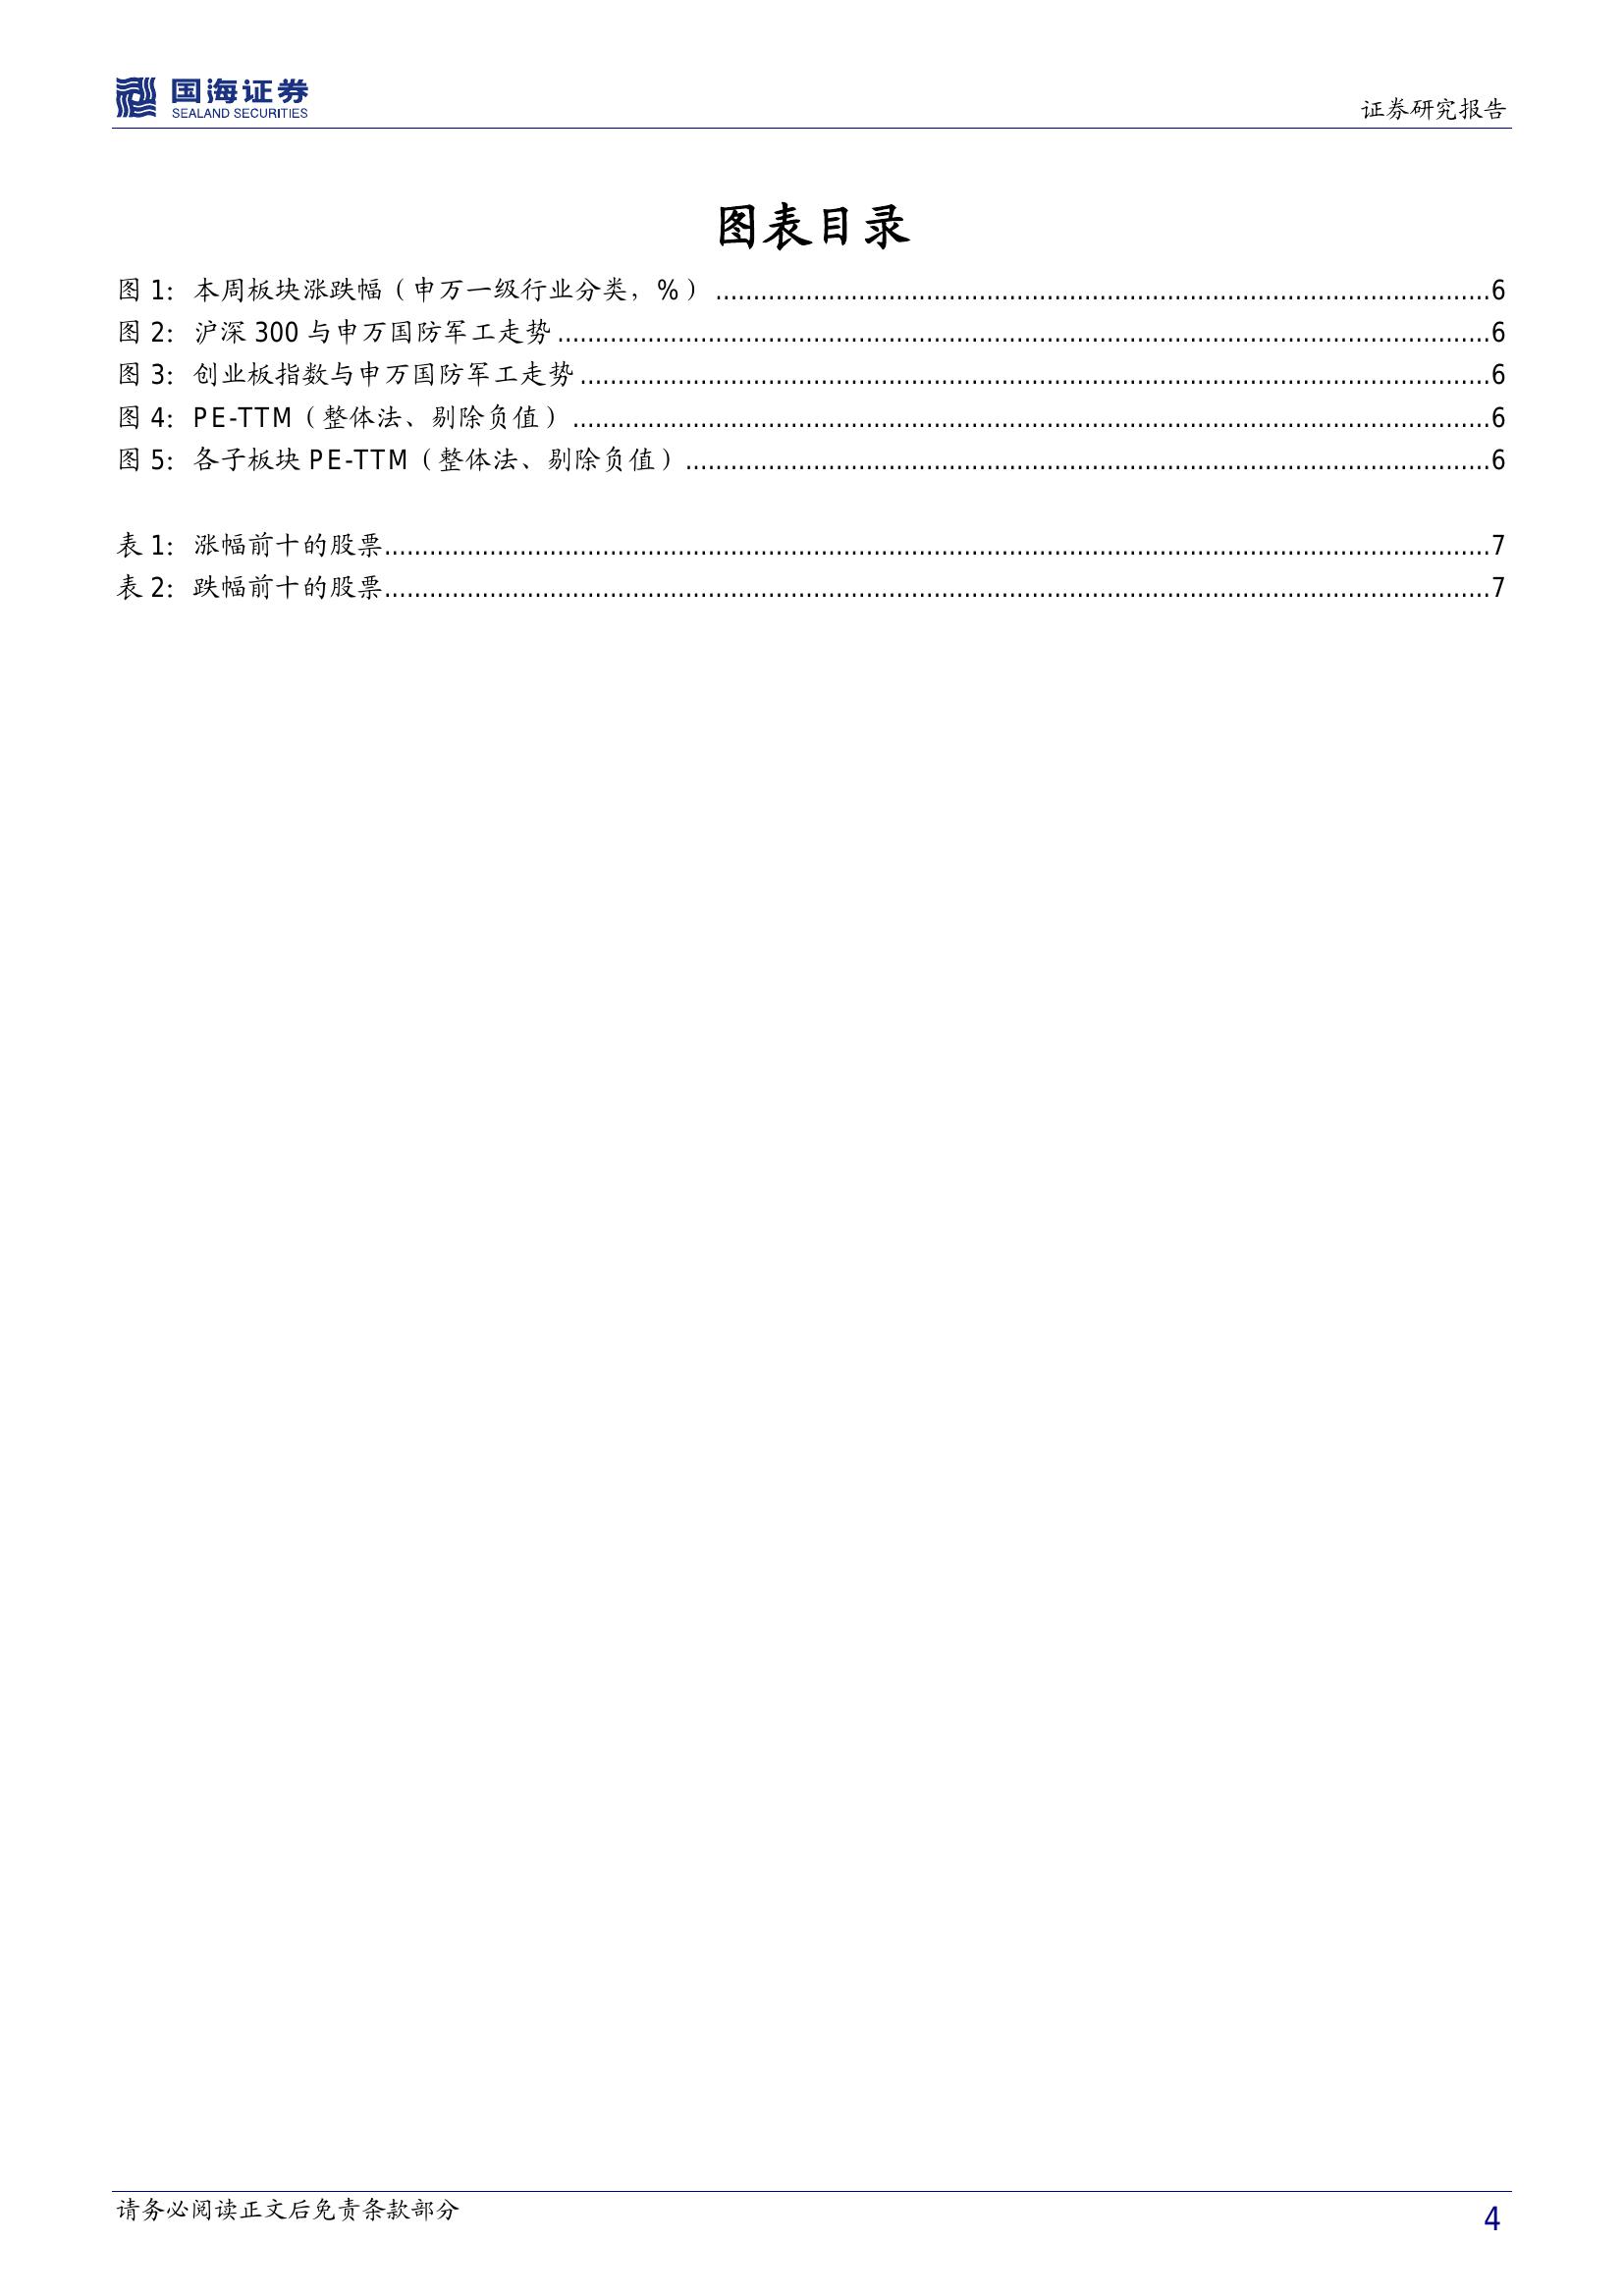 国海证券
SEALAND SECURITIES
证券研究报告
图表目录
图 1：本周板块涨跌幅（申万一级行业分类，%）......6
图 2：沪深 300 与申万国防军工走势......6
图 3：创业板指数与申万国防军工走势......6
图 4：PE-TTM（整体法、剔除负值）......6
图 5：各子板块 PE-TTM（整体法、剔除负值）......6
表 1：涨幅前十的股票......7
表 2：跌幅前十的股票......7
请务必阅读正文后免责条款部分
4